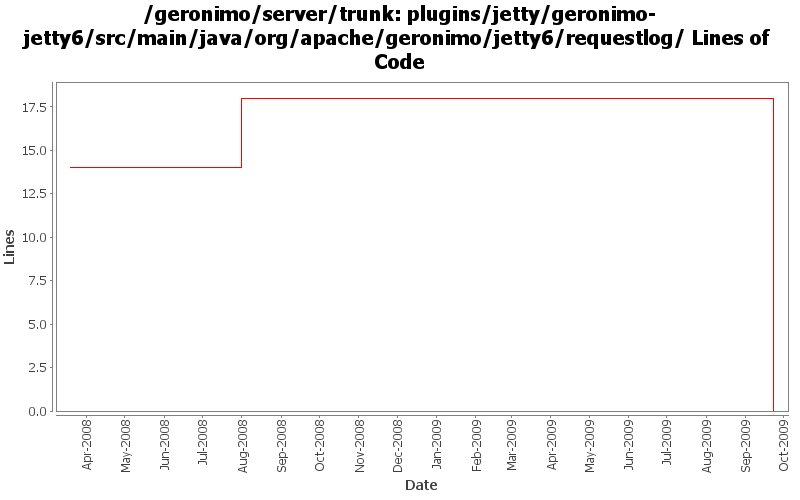 /geronimo/server/trunk: plugins/jetty/geronimo-
jetty6/src/main/java/org/apache/geronimo/jetty6/requestlog/ Lines of
Code
17.5
15.0
12.5
10.0
7.5
5.0
2.5
0.0
Lines
Apr-2008
May-2008
Jun-2008
Jul-2008
Aug-2008
Sep-2008
Oct-2008
Nov-2008
Dec-2008
Jan-2009
Feb-2009
Mar-2009
Apr-2009
May-2009
Jun-2009
Jul-2009
Aug-2009
Sep-2009
Oct-2009
Date